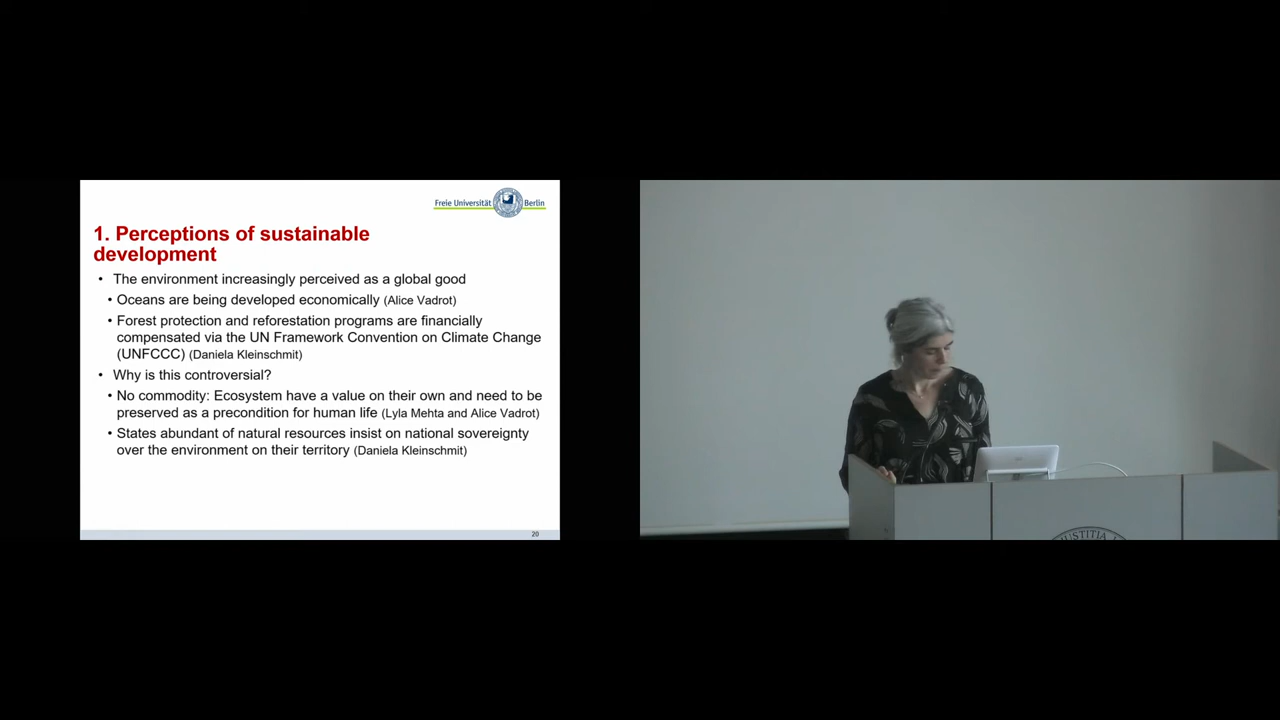 Freie Universität Berlin
1. Perceptions of sustainable
development
• The environment increasingly perceived as a global good
• Oceans are being developed economically (Alice Vadrot)
• Forest protection and reforestation programs are financially
compensated via the UN Framework Convention on Climate Change
(UNFCCC) (Daniela Kleinschmit)
• Why is this controversial?
• No commodity: Ecosystem have a value on their own and need to be
preserved as a precondition for human life (Lyla Mehta and Alice Vadrot)
• States abundant of natural resources insist on national sovereignty
over the environment on their territory (Daniela Kleinschmit)
20
IUSTITIA